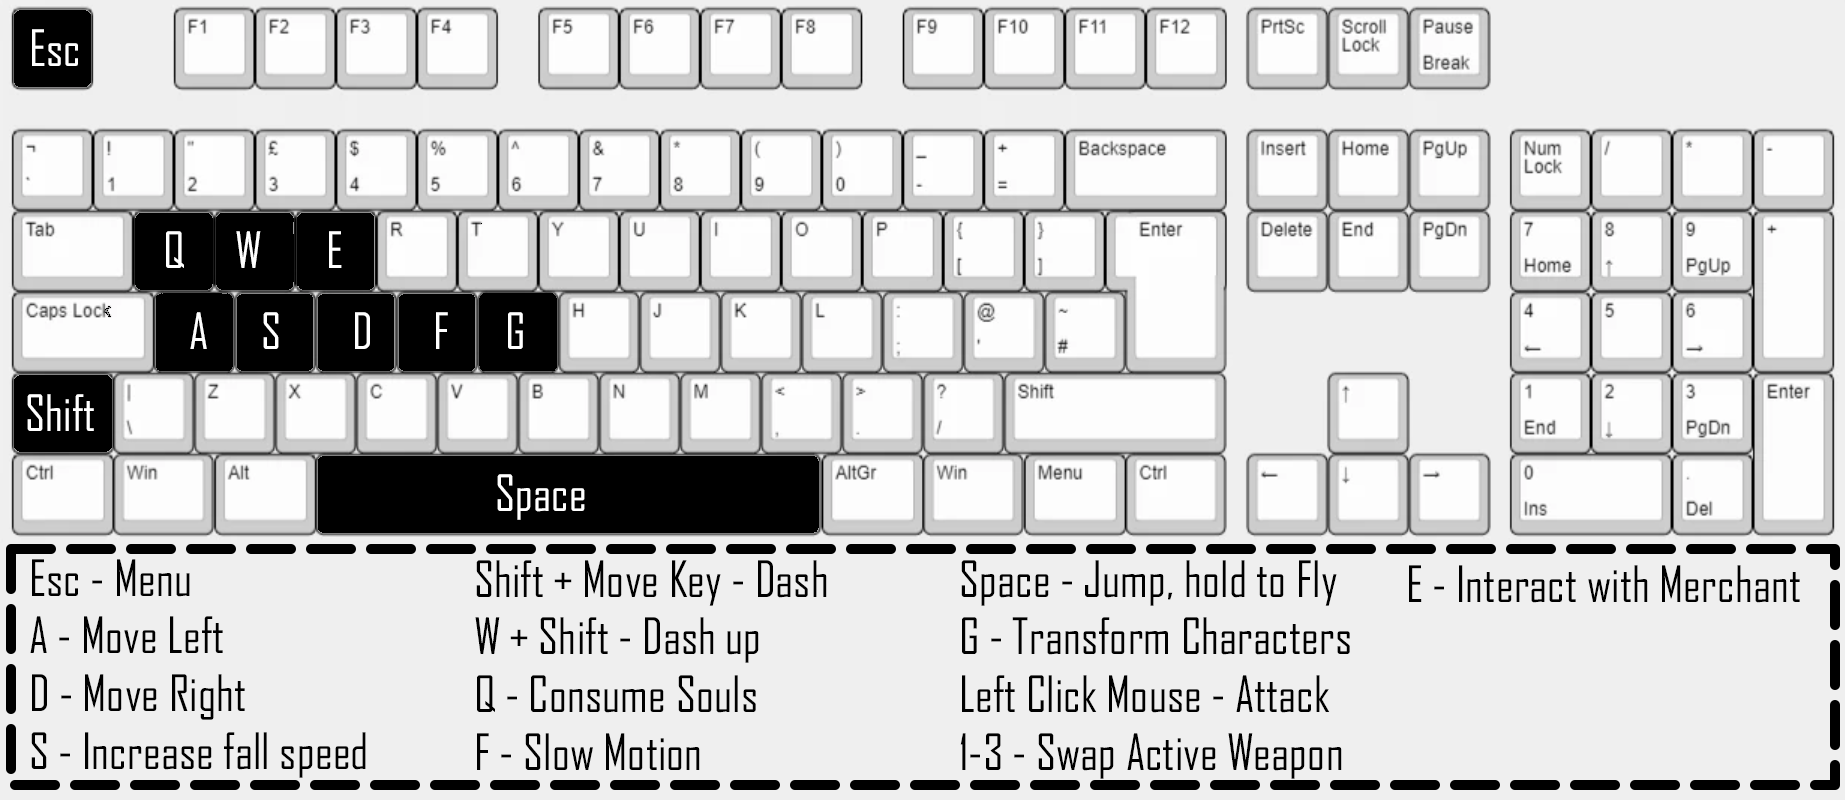 Esc F1 F2 F3 F4 F5 F6 F7 F8 F9 F10 F11 F12 PrtSc Scroll Lock Pause Break
¬ ` ! 1 " 2 £ 3 $ 4 % 5 ^ 6 & 7 * 8 ( 9 ) 0 _ - + = Backspace Insert Home PgUp Num Lock / * -
Tab Q W E R T Y U I O P { [ } ] Enter Delete End PgDn 7 Home 8 ↑ 9 PgUp +
Caps Lock A S D F G H J K L : ; @ ' ~ # 4 ← 5 6 →
Shift | \ Z X C V B N M < , > . ? / Shift ↑ 1 End 2 ↓ 3 PgDn Enter
Ctrl Win Alt Space AltGr Win Menu Ctrl ← ↓ → 0 Ins . Del
Esc - Menu
A - Move Left
D - Move Right
S - Increase fall speed
Shift + Move Key - Dash
W + Shift - Dash up
Q - Consume Souls
F - Slow Motion
Space - Jump, hold to Fly
G - Transform Characters
Left Click Mouse - Attack
1-3 - Swap Active Weapon
E - Interact with Merchant